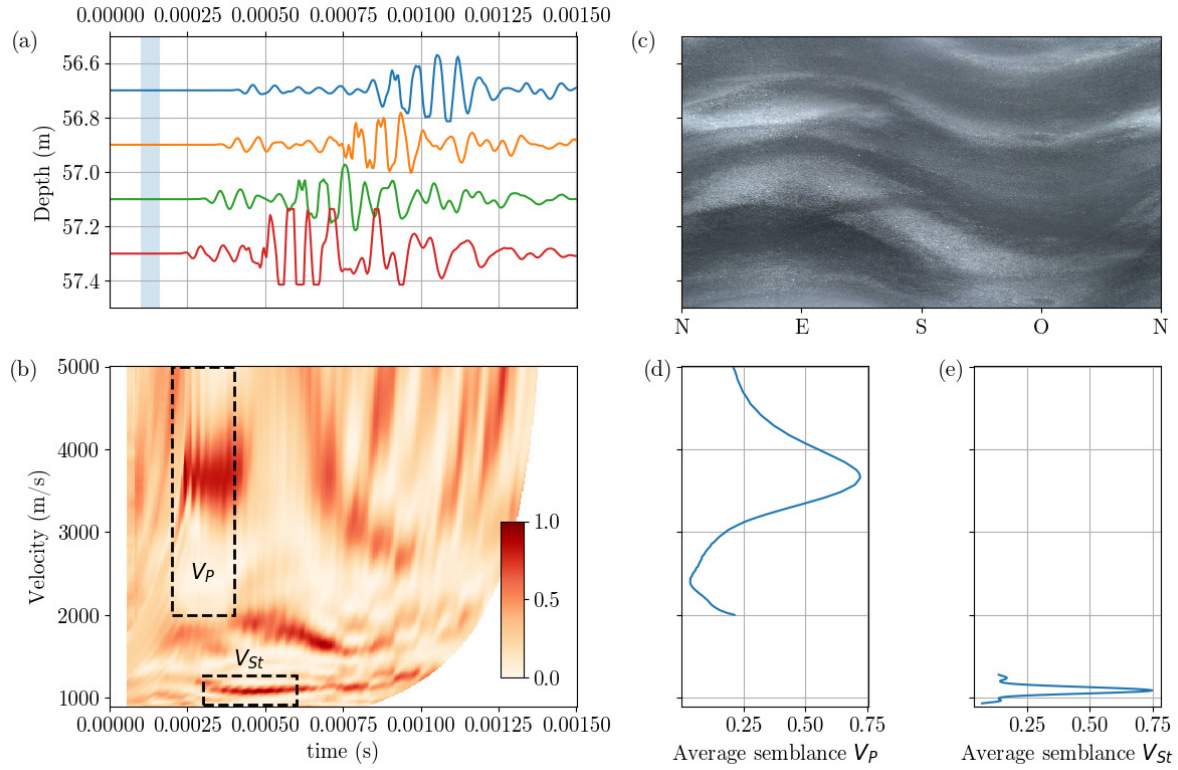 0.00000 0.00025 0.00050 0.00075 0.00100 0.00125 0.00150
(a)
56.6
56.8
57.0
57.2
57.4
Depth (m)
(c)
N E S O N
(b)
5000
4000
3000
2000
1000
Velocity (m/s)
V_P
V_St
1.0
0.5
0.0
0.00000 0.00025 0.00050 0.00075 0.00100 0.00125 0.00150
time (s)
(d)
0.25 0.50 0.75
Average semblance V_P
(e)
0.25 0.50 0.75
Average semblance V_St